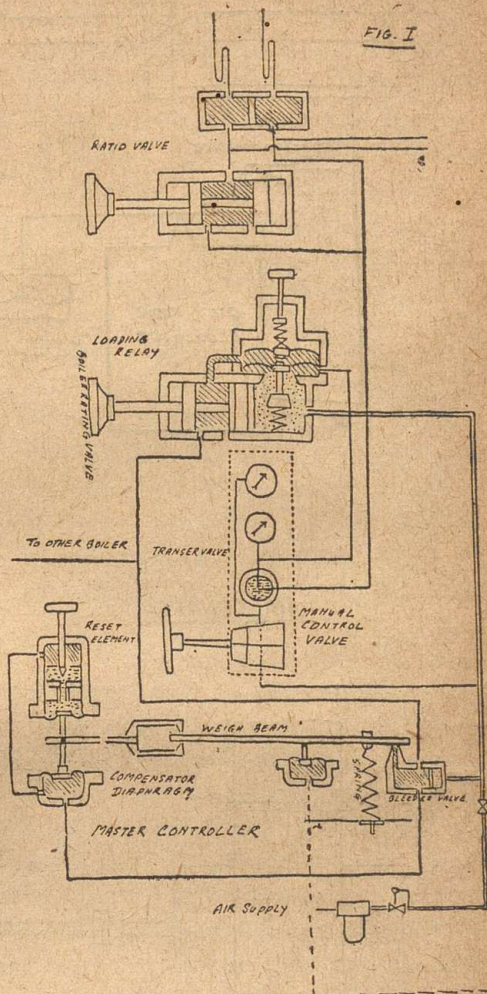 FIG. I
RATIO VALVE
LOADING
RELAY
BOILER RATING VALVE
TO OTHER BOILER
TRANSER VALVE
MANUAL
CONTROL
VALVE
RESET
ELEMENT
WEIGH BEAM
SPRING
COMPENSATOR
DIAPHRAGM
BLEEDER VALVE
MASTER CONTROLLER
AIR SUPPLY